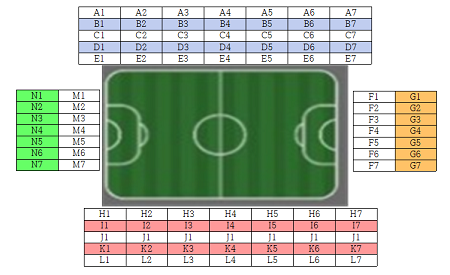 A1 A2 A3 A4 A5 A6 A7
B1 B2 B3 B4 B5 B6 B7
C1 C2 C3 C4 C5 C6 C7
D1 D2 D3 D4 D5 D6 D7
E1 E2 E3 E4 E5 E6 E7
N1 M1
N2 M2
N3 M3
N4 M4
N5 M5
N6 M6
N7 M7
F1 G1
F2 G2
F3 G3
F4 G4
F5 G5
F6 G6
F7 G7
H1 H2 H3 H4 H5 H6 H7
I1 I2 I3 I4 I5 I6 I7
J1 J1 J1 J1 J1 J1 J1
K1 K2 K3 K4 K5 K6 K7
L1 L2 L3 L4 L5 L6 L7